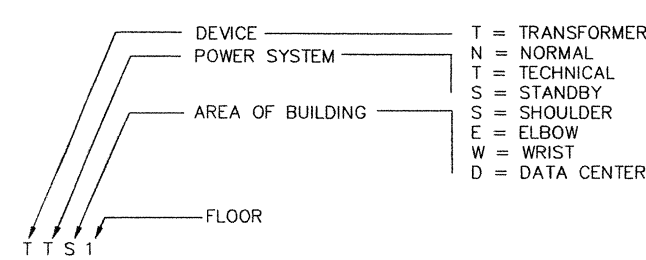 DEVICE T = TRANSFORMER
POWER SYSTEM N = NORMAL
T = TECHNICAL
S = STANDBY
AREA OF BUILDING S = SHOULDER
E = ELBOW
W = WRIST
D = DATA CENTER
FLOOR
T T S 1